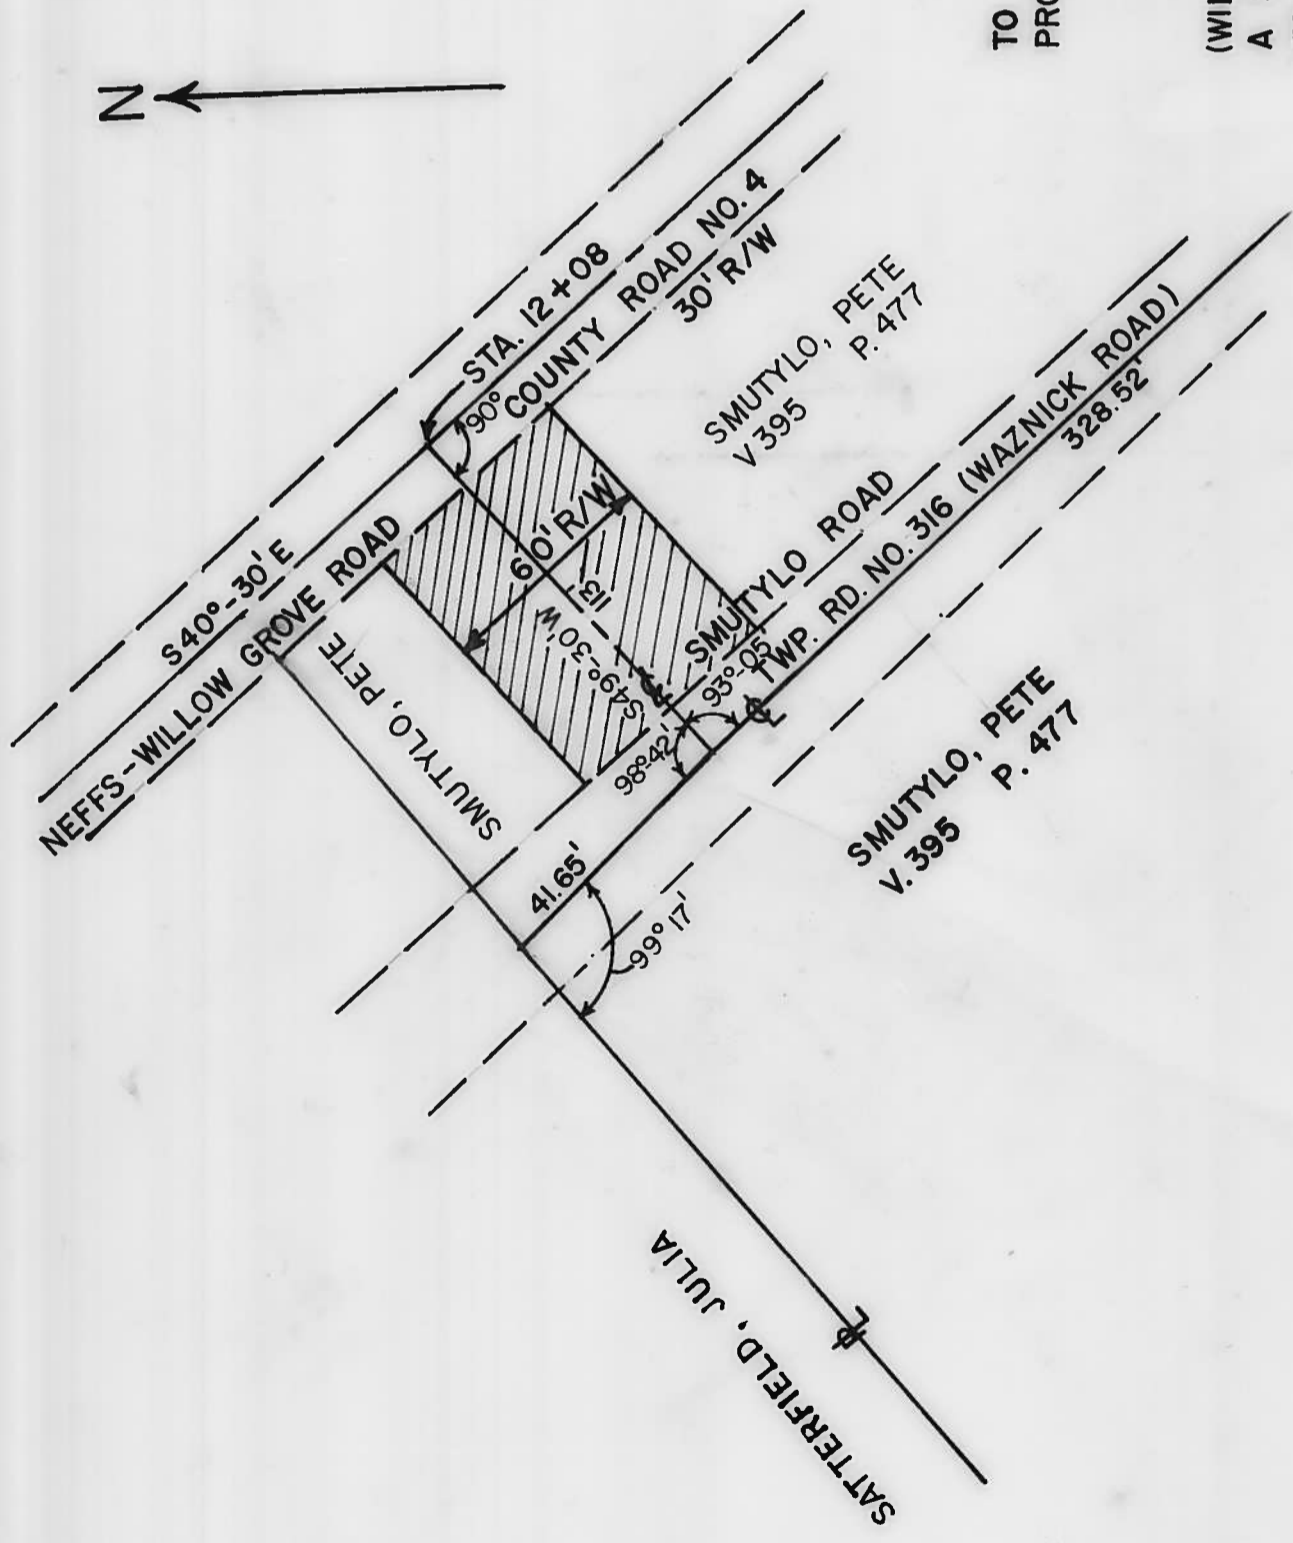 N
TO
PRO
(WI
A
STA. 12+08
COUNTY ROAD NO. 4
30' R/W
90°
S40°-30'E
NEFFS-WILLOW GROVE ROAD
SMUTYLO, PETE
60' R/W
113'
S49°-30'W
SMUTYLO, PETE
V 395 P. 477
SMUTYLO ROAD
TWP. RD. NO. 316 (WAZNICK ROAD)
328.52'
93°-05'
98°42'
41.65'
99°17'
SMUTYLO, PETE
V. 395 P. 477
SATTERFIELD, JULIA